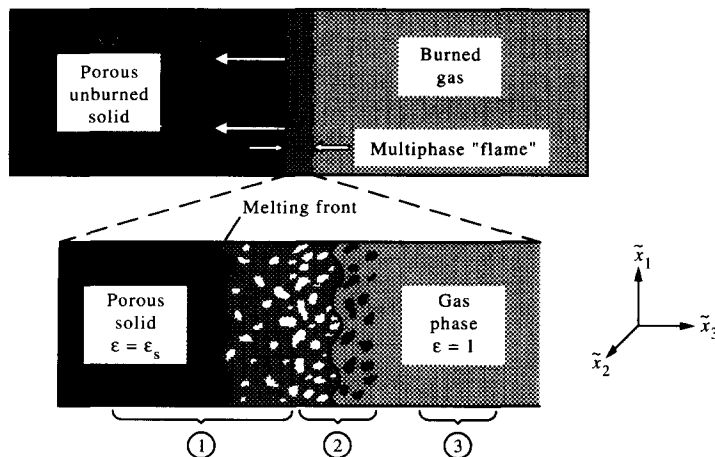 Porous
unburned
solid
Burned
gas
Multiphase "flame"
Melting front
Porous
solid
ε = εs
Gas
phase
ε = 1
x̃1
x̃3
x̃2
1
2
3